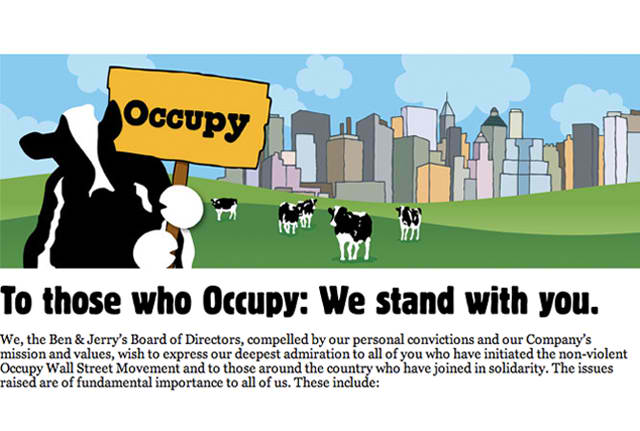 Occupy
To those who Occupy: We stand with you.
We, the Ben & Jerry's Board of Directors, compelled by our personal convictions and our Company's
mission and values, wish to express our deepest admiration to all of you who have initiated the non-violent
Occupy Wall Street Movement and to those around the country who have joined in solidarity. The issues
raised are of fundamental importance to all of us. These include: